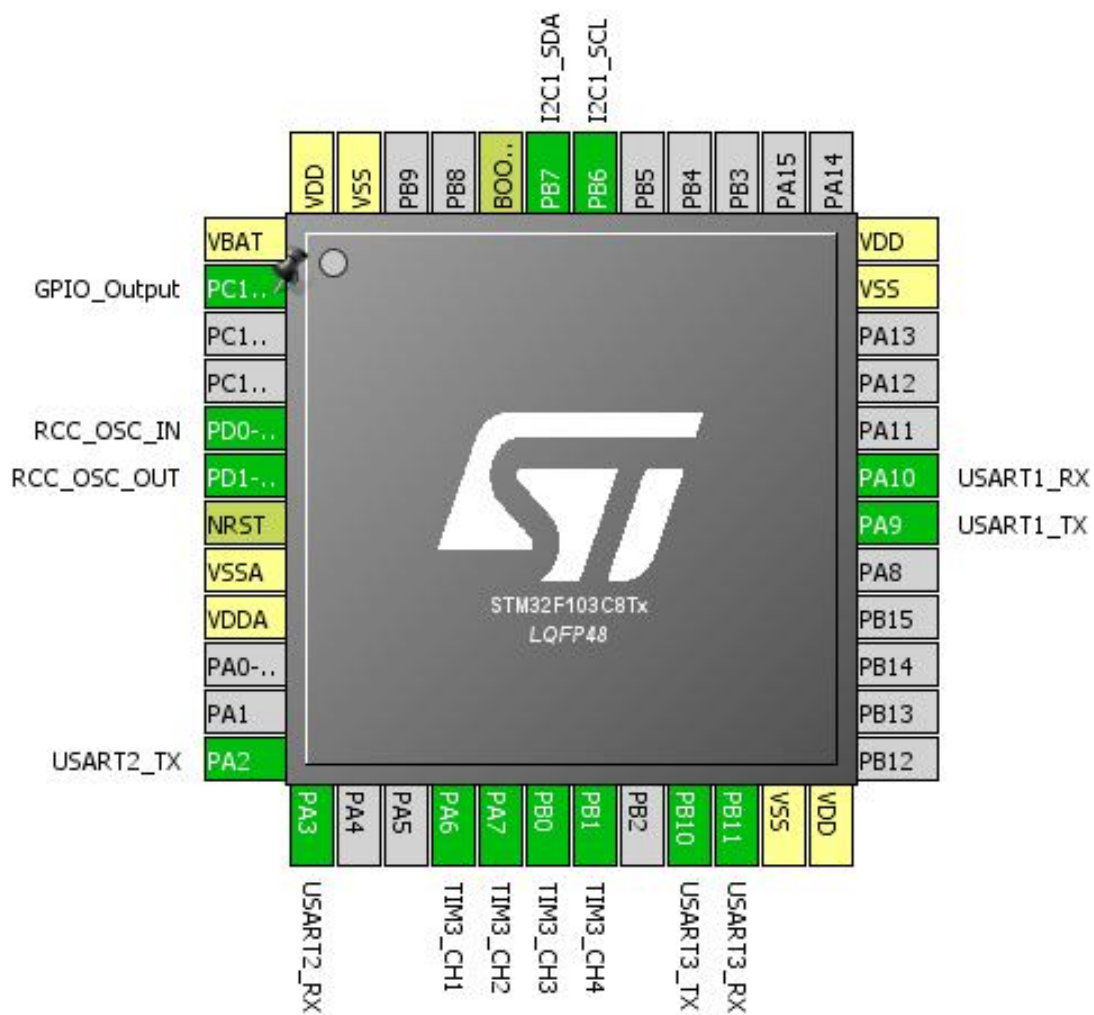 I2C1_SDA
I2C1_SCL
VDD
VSS
PB9
PB8
BOO..
PB7
PB6
PB5
PB4
PB3
PA15
PA14
VBAT
GPIO_Output PC1..
PC1..
PC1..
RCC_OSC_IN PD0-..
RCC_OSC_OUT PD1-..
NRST
VSSA
VDDA
PA0-..
PA1
USART2_TX PA2
VDD
VSS
PA13
PA12
PA11
PA10 USART1_RX
PA9 USART1_TX
PA8
PB15
PB14
PB13
PB12
ST
STM32F103C8Tx
LQFP48
PA3
PA4
PA5
PA6
PA7
PB0
PB1
PB2
PB10
PB11
VSS
VDD
USART2_RX
TIM3_CH1
TIM3_CH2
TIM3_CH3
TIM3_CH4
USART3_TX
USART3_RX